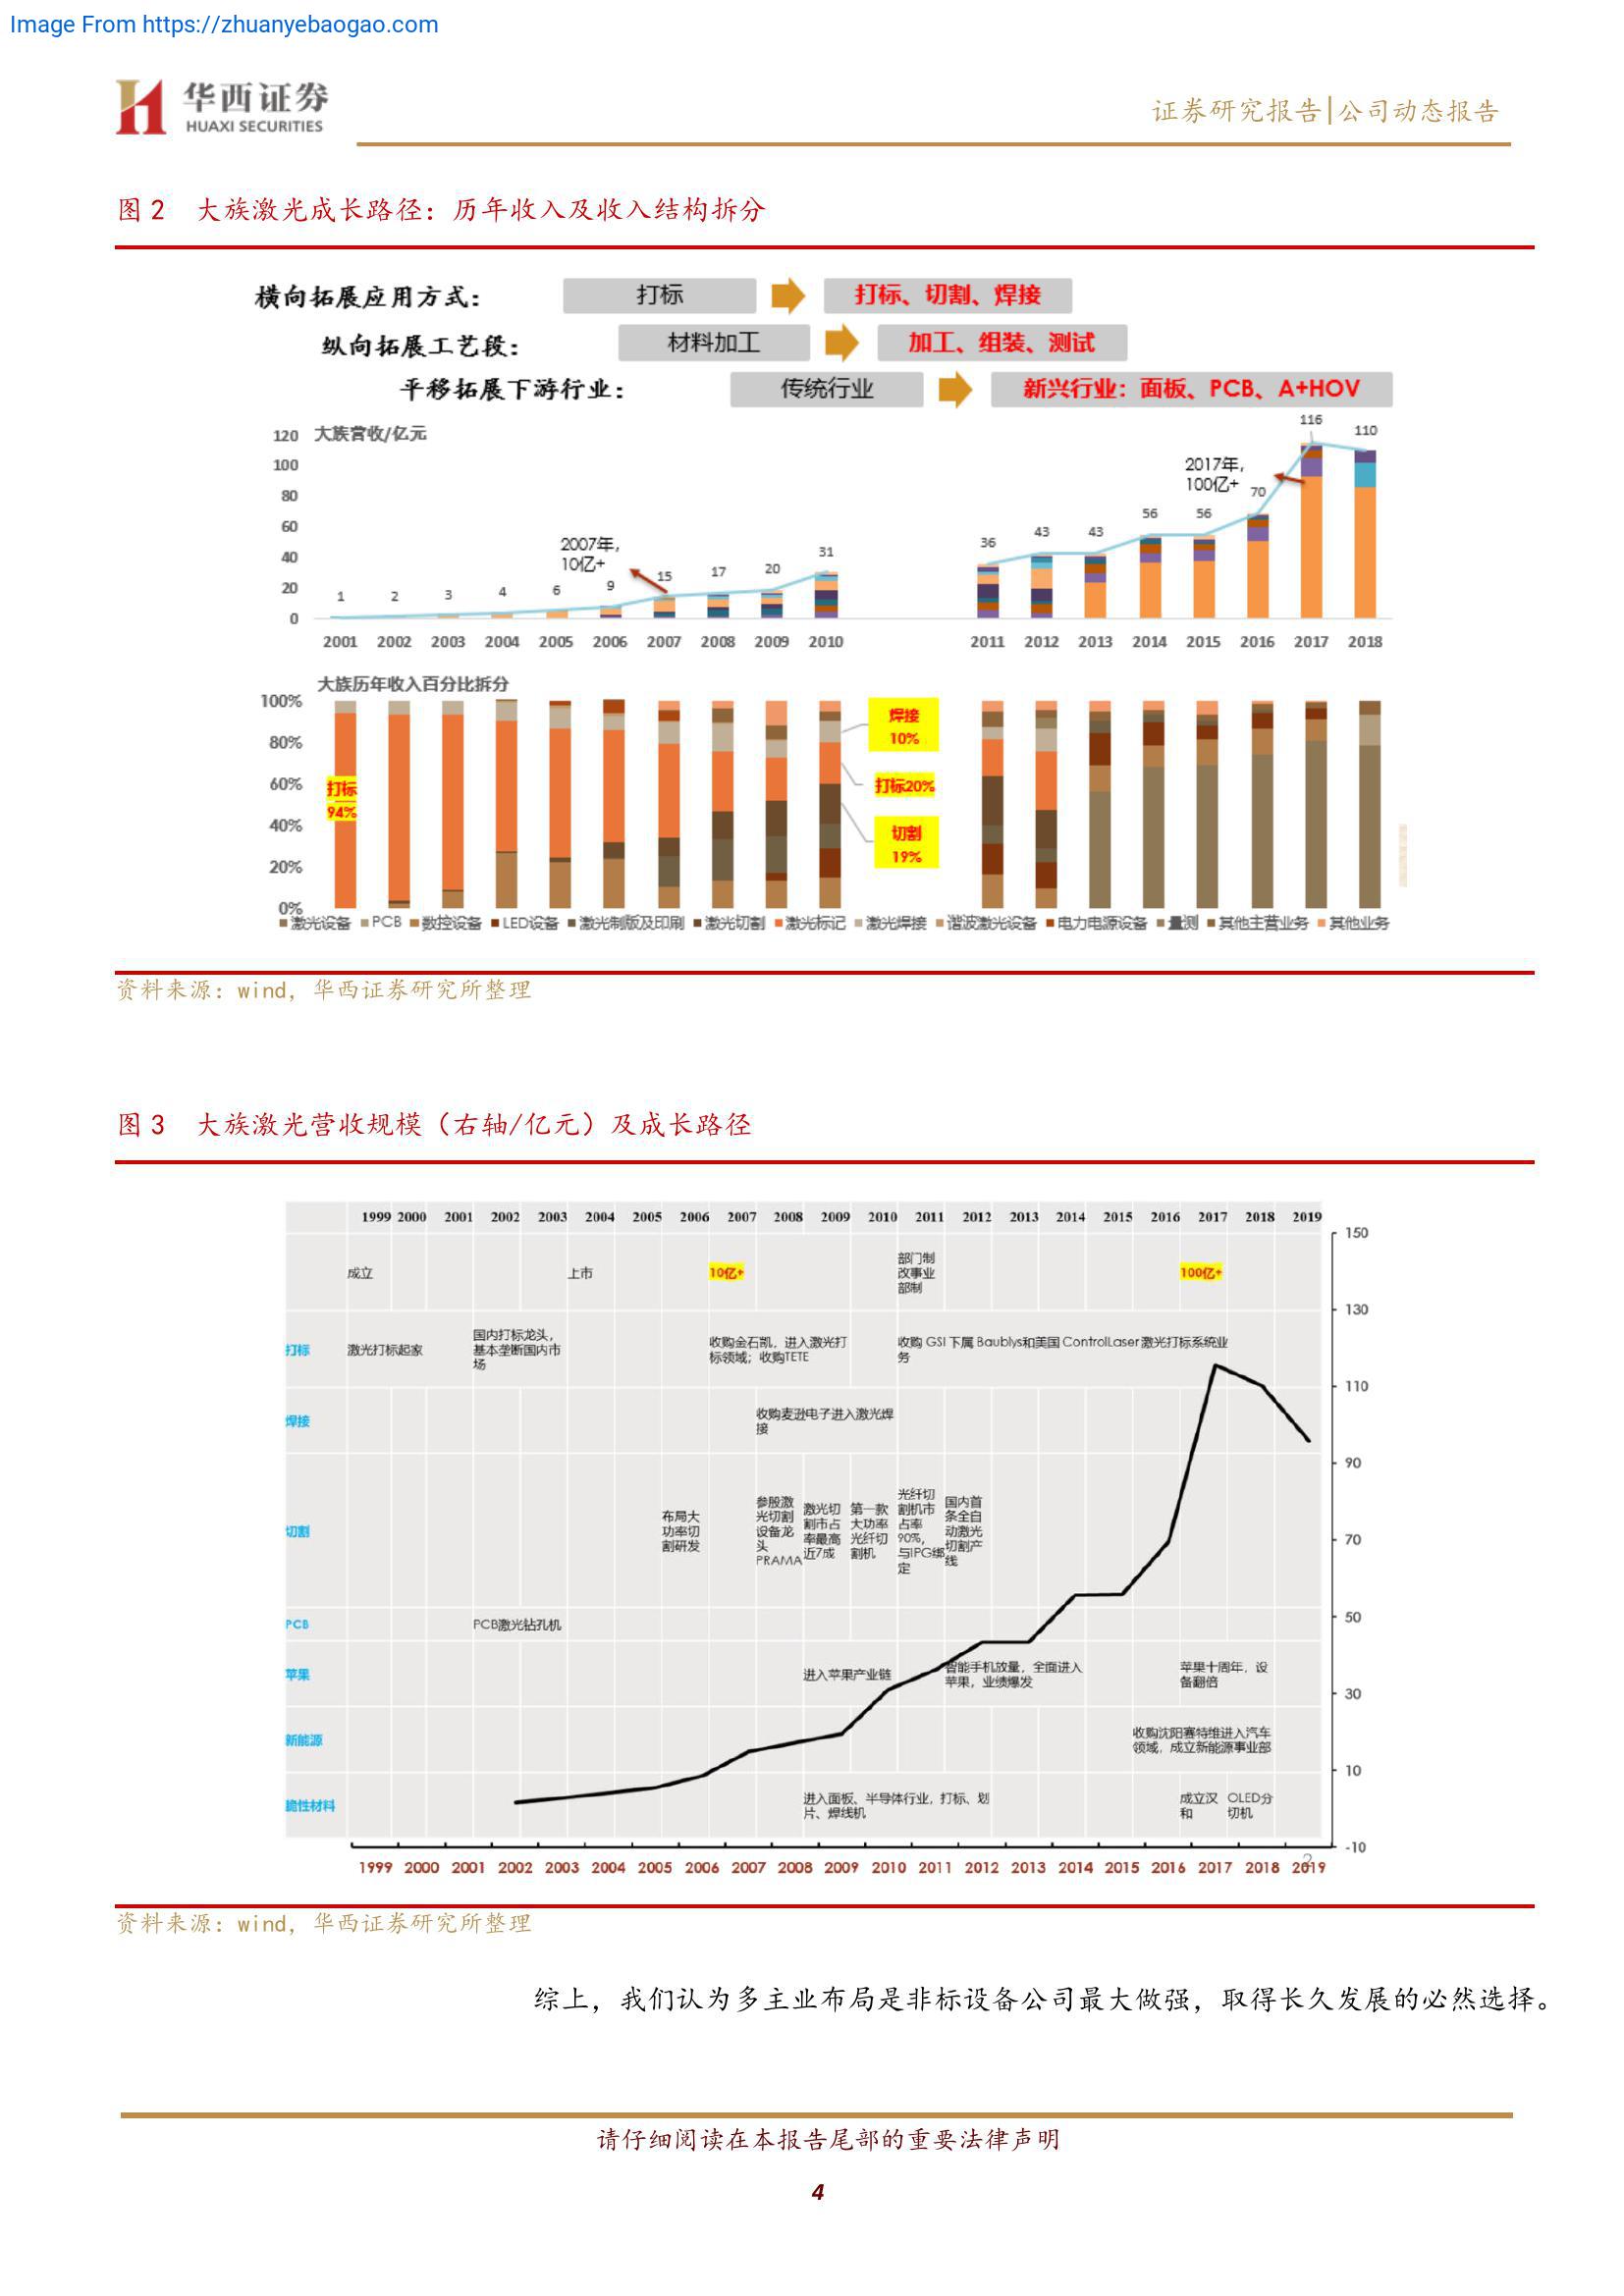 Image From https://zhuanyebaogao.com
华西证券
HUAXI SECURITIES
证券研究报告|公司动态报告
图 2 大族激光成长路径：历年收入及收入结构拆分
横向拓展应用方式： 打标 打标、切割、焊接
纵向拓展工艺段： 材料加工 加工、组装、测试
平移拓展下游行业： 传统行业 新兴行业：面板、PCB、A+HOV
大族营收/亿元
120
100
80
60
40
20
0
1 2 3 4 6 9 15 17 20 31 36 43 43 56 56 70 116 110
2007年，
10亿+
2017年，
100亿+
2001 2002 2003 2004 2005 2006 2007 2008 2009 2010 2011 2012 2013 2014 2015 2016 2017 2018
大族历年收入百分比拆分
100%
80%
60%
40%
20%
0%
打标
94%
焊接
10%
打标20%
切割
19%
激光设备 PCB 数控设备 LED设备 激光制版及印刷 激光切割 激光标记 激光焊接 谐波激光设备 电力电源设备 量测 其他主营业务 其他业务
资料来源：wind，华西证券研究所整理
图 3 大族激光营收规模（右轴/亿元）及成长路径
1999 2000 2001 2002 2003 2004 2005 2006 2007 2008 2009 2010 2011 2012 2013 2014 2015 2016 2017 2018 2019
150
130
110
90
70
50
30
10
-10
成立
上市
10亿+
部门制
改事业
部制
100亿+
打标
激光打标起家
国内打标龙头，
基本垄断国内市
场
收购金石凯，进入激光打
标领域；收购TETE
收购 GSI 下属 Baublys和美国 ControlLaser 激光打标系统业
务
焊接
收购麦逊电子进入激光焊
接
切割
布局大
功率切
割研发
参股激
光切割
设备龙
头
PRAMA
激光切
割市占
率最高
近7成
第一款
大功率
光纤切
割机
光纤切
割机市
占率
90%，
与IPG绑
定
国内首
条全自
动激光
切割产
线
PCB
PCB激光钻孔机
苹果
进入苹果产业链
智能手机放量，全面进入
苹果，业绩爆发
苹果十周年，设
备翻倍
新能源
收购沈阳赛特维进入汽车
领域，成立新能源事业部
脆性材料
进入面板、半导体行业，打标、划
片、焊线机
成立汉
和
OLED分
切机
1999 2000 2001 2002 2003 2004 2005 2006 2007 2008 2009 2010 2011 2012 2013 2014 2015 2016 2017 2018 2019
2
资料来源：wind，华西证券研究所整理
综上，我们认为多主业布局是非标设备公司最大做强，取得长久发展的必然选择。
请仔细阅读在本报告尾部的重要法律声明
4